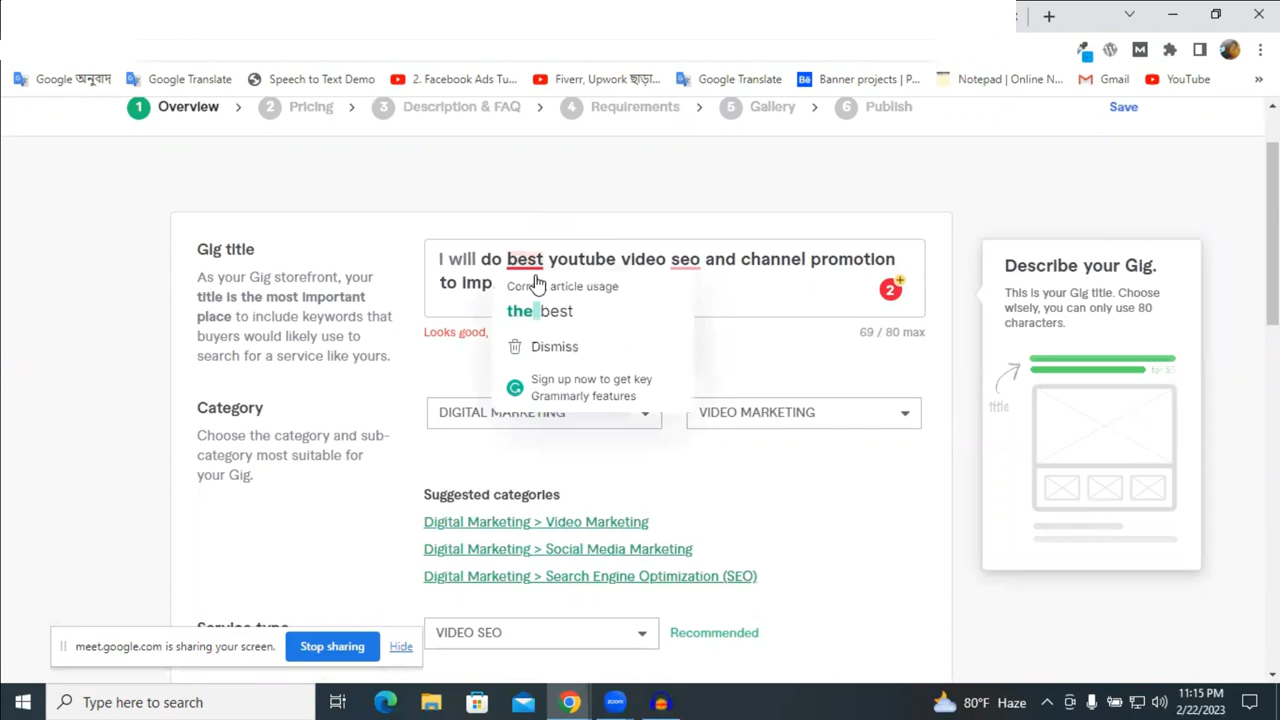 Google অনুবাদ
Google Translate
Speech to Text Demo
2. Facebook Ads Tu...
Fiverr, Upwork ছাড়া...
Google Translate
Banner projects | P...
Notepad | Online N...
Gmail
YouTube
»
1 Overview
2 Pricing
3 Description & FAQ
4 Requirements
5 Gallery
6 Publish
Save
Gig title
As your Gig storefront, your
title is the most important
place to include keywords that
buyers would likely use to
search for a service like yours.
I will do best youtube video seo and channel promotion
to imp
2
Looks good,
69 / 80 max
article usage
the best
Dismiss
Sign up now to get key
Grammarly features
Category
Choose the category and sub-
category most suitable for
your Gig.
DIGITAL MARKETING
VIDEO MARKETING
Suggested categories
Digital Marketing > Video Marketing
Digital Marketing > Social Media Marketing
Digital Marketing > Search Engine Optimization (SEO)
Service type
VIDEO SEO
Recommended
Describe your Gig.
This is your Gig title. Choose
wisely, you can only use 80
characters.
title
for $5
meet.google.com is sharing your screen.
Stop sharing
Hide
Type here to search
80°F Haze
11:15 PM
2/22/2023